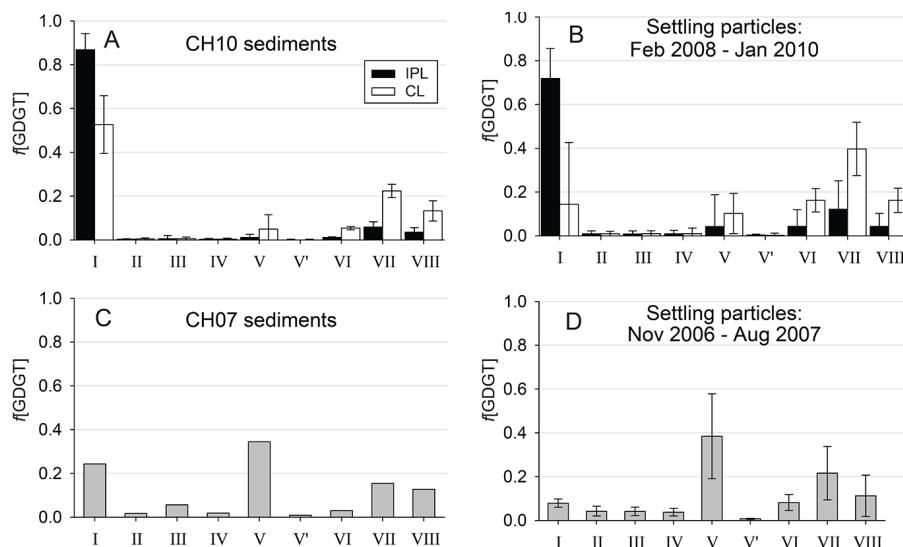 A
CH10 sediments
IPL
CL
f[GDGT]
1.0
0.8
0.6
0.4
0.2
0.0
I II III IV V V' VI VII VIII
B
Settling particles:
Feb 2008 - Jan 2010
f[GDGT]
1.0
0.8
0.6
0.4
0.2
0.0
I II III IV V V' VI VII VIII
C
CH07 sediments
f[GDGT]
1.0
0.8
0.6
0.4
0.2
0.0
I II III IV V V' VI VII VIII
D
Settling particles:
Nov 2006 - Aug 2007
f[GDGT]
1.0
0.8
0.6
0.4
0.2
0.0
I II III IV V V' VI VII VIII